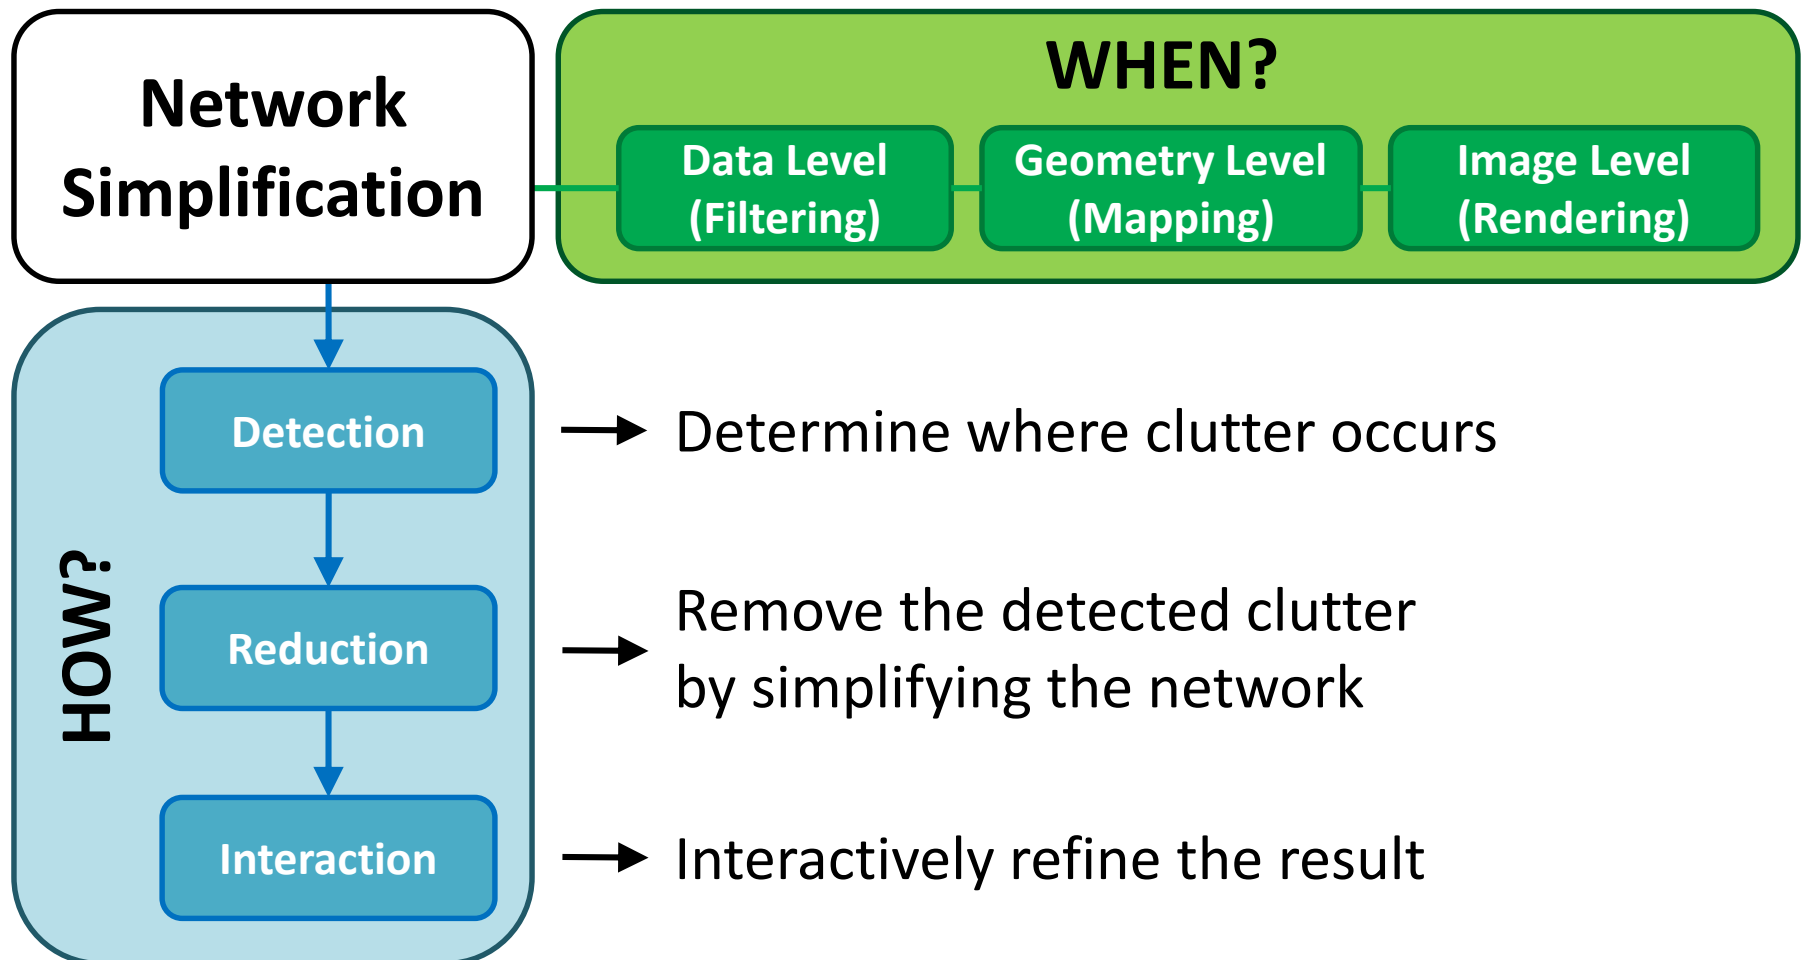 Network
Simplification
WHEN?
Data Level
(Filtering)
Geometry Level
(Mapping)
Image Level
(Rendering)
HOW?
Detection
Determine where clutter occurs
Reduction
Remove the detected clutter
by simplifying the network
Interaction
Interactively refine the result